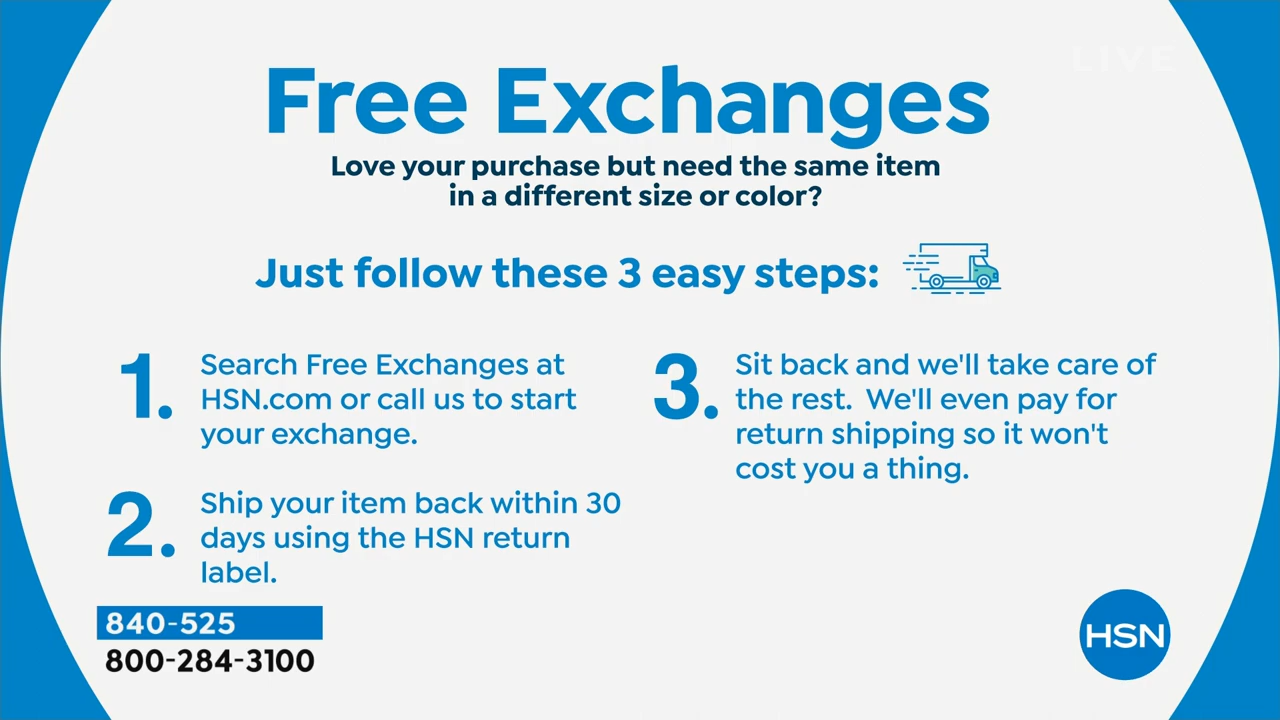 LIVE
Free Exchanges
Love your purchase but need the same item
in a different size or color?
Just follow these 3 easy steps:
1. Search Free Exchanges at
HSN.com or call us to start
your exchange.
2. Ship your item back within 30
days using the HSN return
label.
3. Sit back and we'll take care of
the rest.  We'll even pay for
return shipping so it won't
cost you a thing.
840-525
800-284-3100
HSN